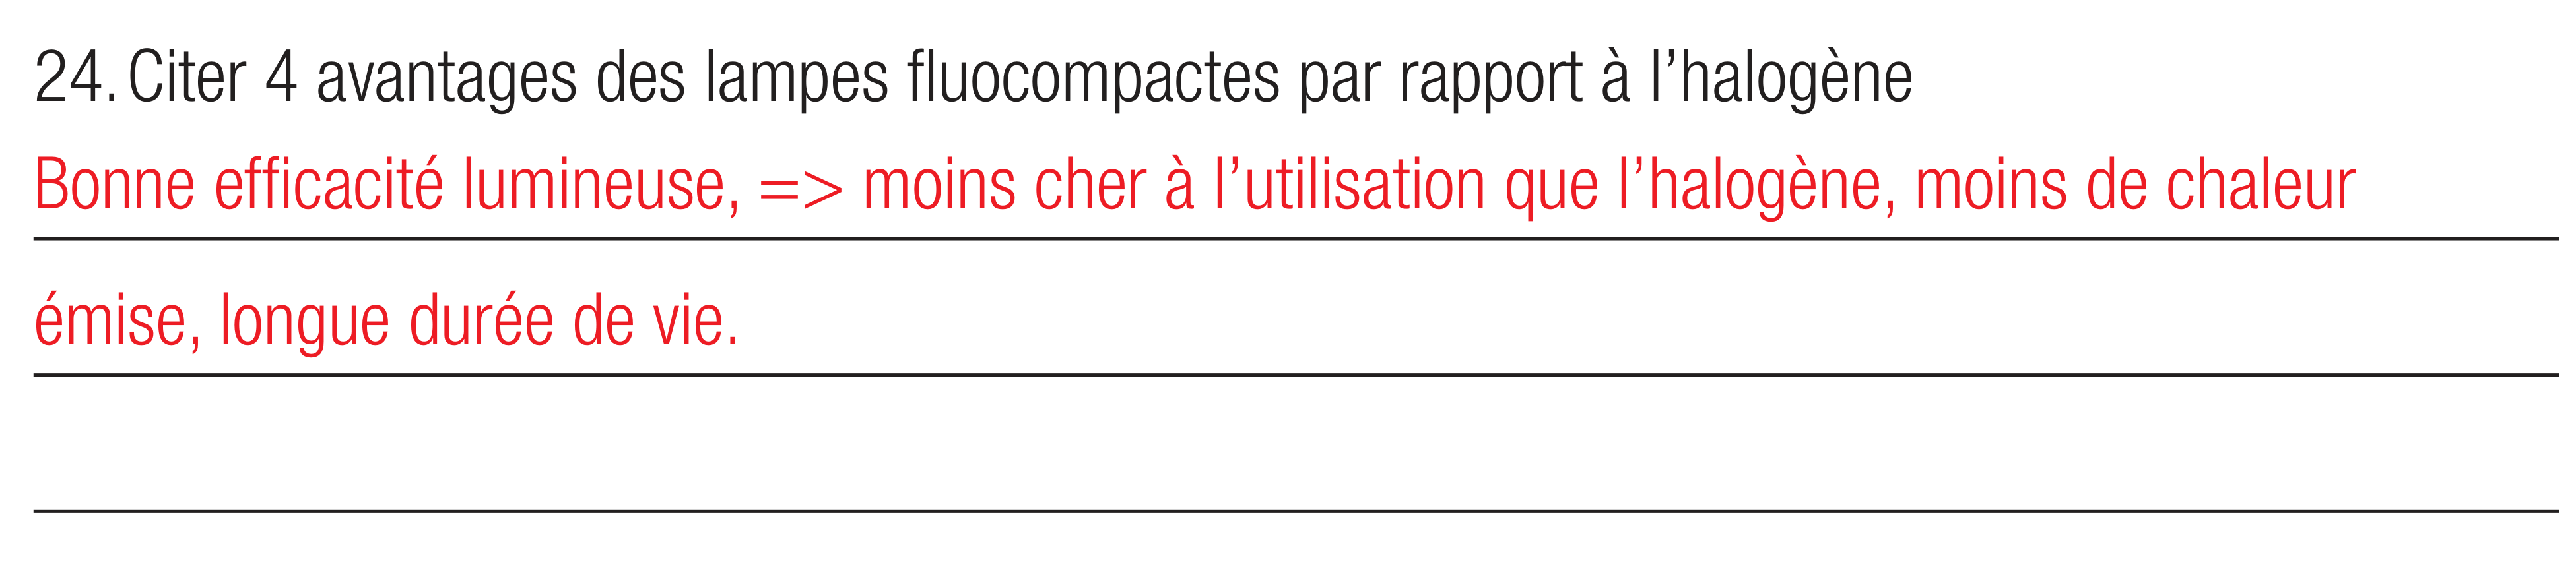 24. Citer 4 avantages des lampes fluocompactes par rapport à l’halogène
Bonne efficacité lumineuse, => moins cher à l’utilisation que l’halogène, moins de chaleur
émise, longue durée de vie.